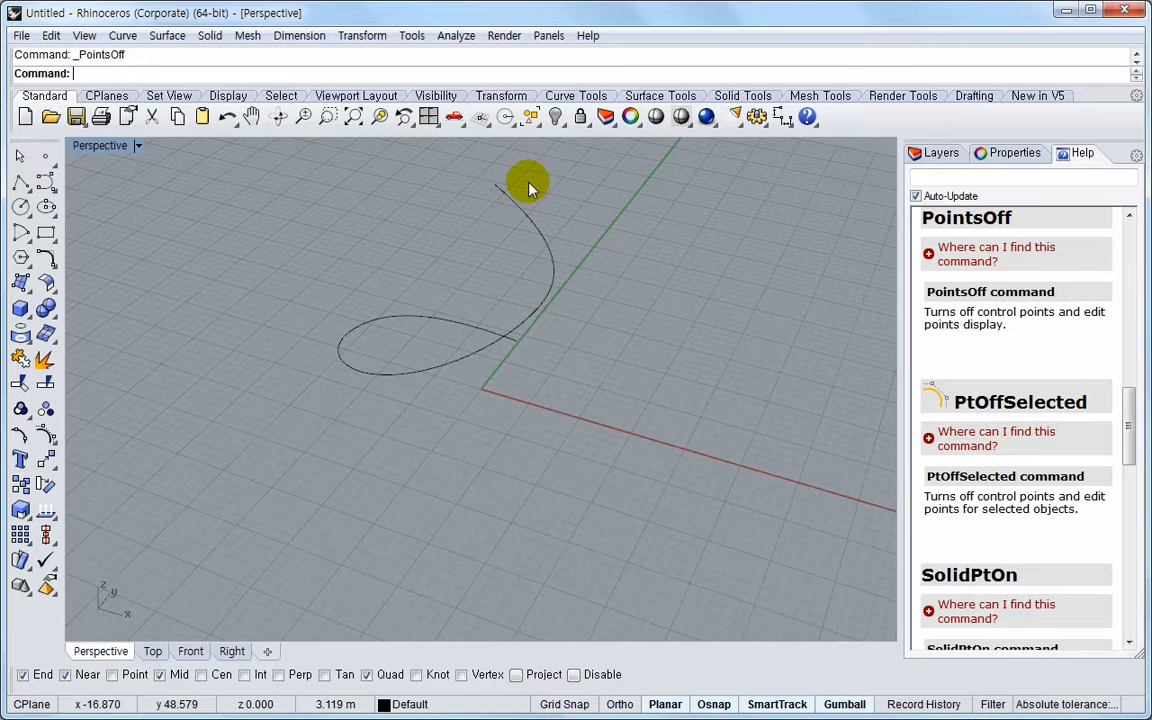 Untitled - Rhinoceros (Corporate) (64-bit) - [Perspective]
File Edit View Curve Surface Solid Mesh Dimension Transform Tools Analyze Render Panels Help
Command: _PointsOff
Command:
Standard CPlanes Set View Display Select Viewport Layout Visibility Transform Curve Tools Surface Tools Solid Tools Mesh Tools Render Tools Drafting New in V5
Perspective
Layers Properties Help
Auto-Update
PointsOff
Where can I find this
command?
PointsOff command
Turns off control points and edit
points display.
PtOffSelected
Where can I find this
command?
PtOffSelected command
Turns off control points and edit
points for selected objects.
SolidPtOn
Where can I find this
command?
SolidPtOn command
z
y
x
Perspective Top Front Right
End Near Point Mid Cen Int Perp Tan Quad Knot Vertex Project Disable
CPlane x -16.870 y 48.579 z 0.000 3.119 m Default Grid Snap Ortho Planar Osnap SmartTrack Gumball Record History Filter Absolute tolerance:...